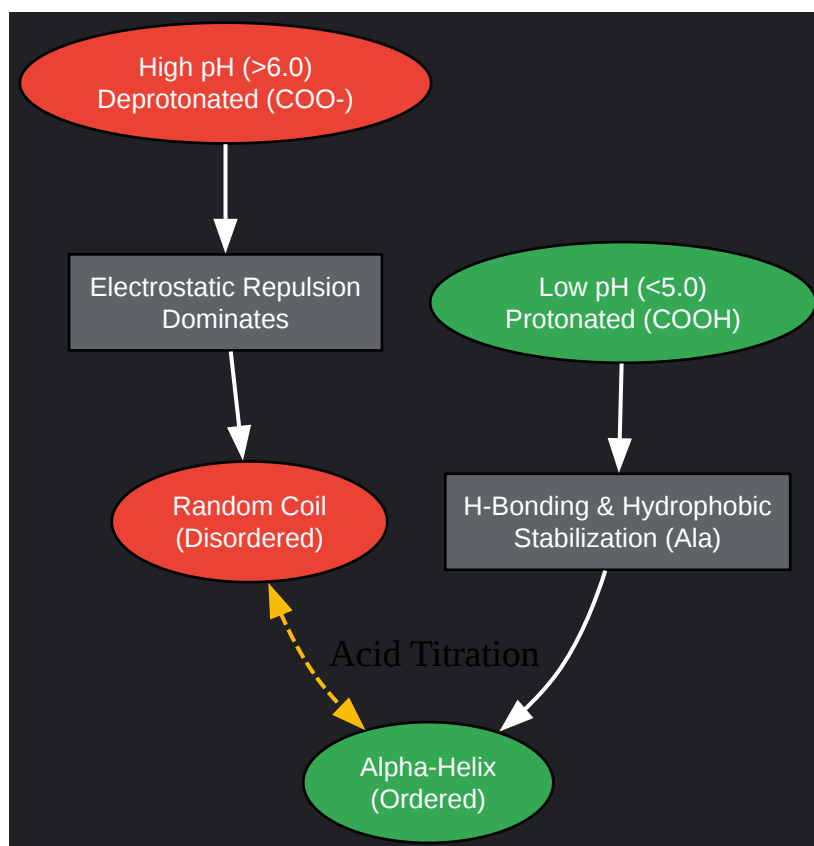 High pH (>6.0)
Deprotonated (COO-)
Electrostatic Repulsion
Dominates
Low pH (<5.0)
Protonated (COOH)
Random Coil
(Disordered)
H-Bonding & Hydrophobic
Stabilization (Ala)
Acid Titration
Alpha-Helix
(Ordered)